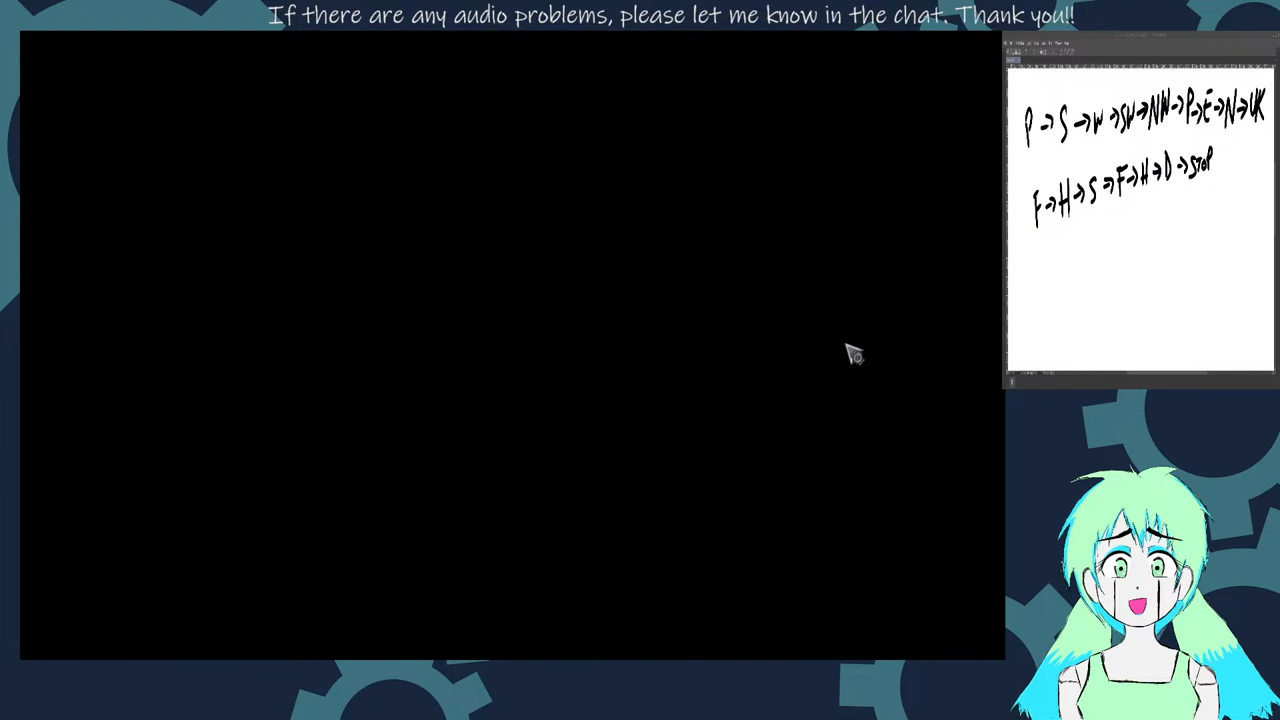 If there are any audio problems, please let me know in the chat. Thank you!!
P→S→W→SW→NW→P→E→N→UK
F→H→S→F→H→D→STOP